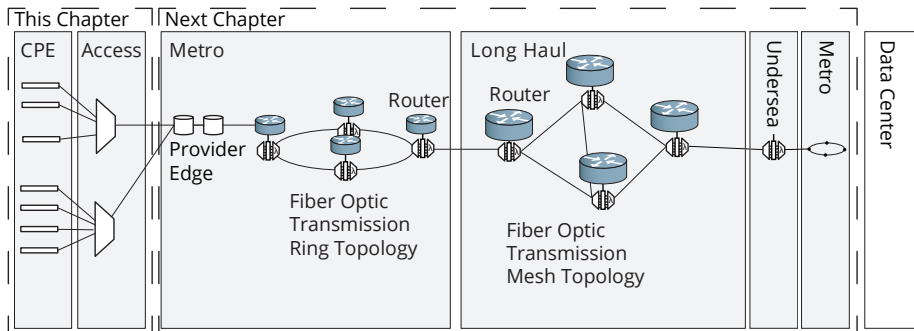 This Chapter
Next Chapter
CPE
Access
Metro
Long Haul
Undersea
Metro
Data Center
Router
Router
Provider
Edge
Fiber Optic
Transmission
Ring Topology
Fiber Optic
Transmission
Mesh Topology